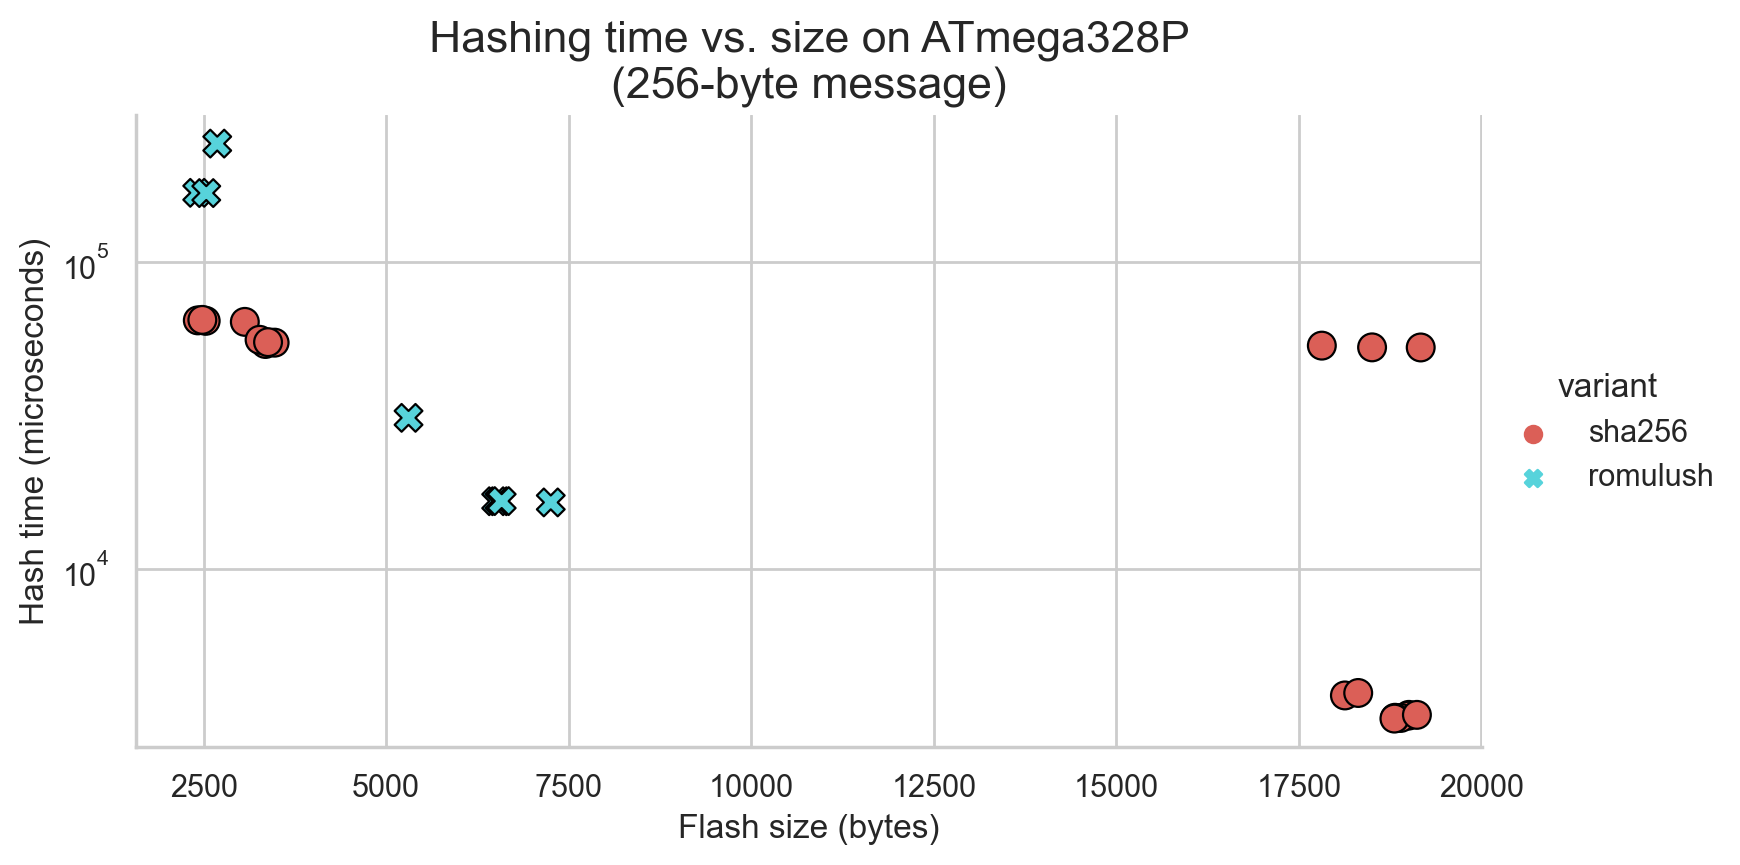 Hashing time vs. size on ATmega328P
(256-byte message)
Hash time (microseconds)
10^5
10^4
2500 5000 7500 10000 12500 15000 17500 20000
Flash size (bytes)
variant
sha256
romulush